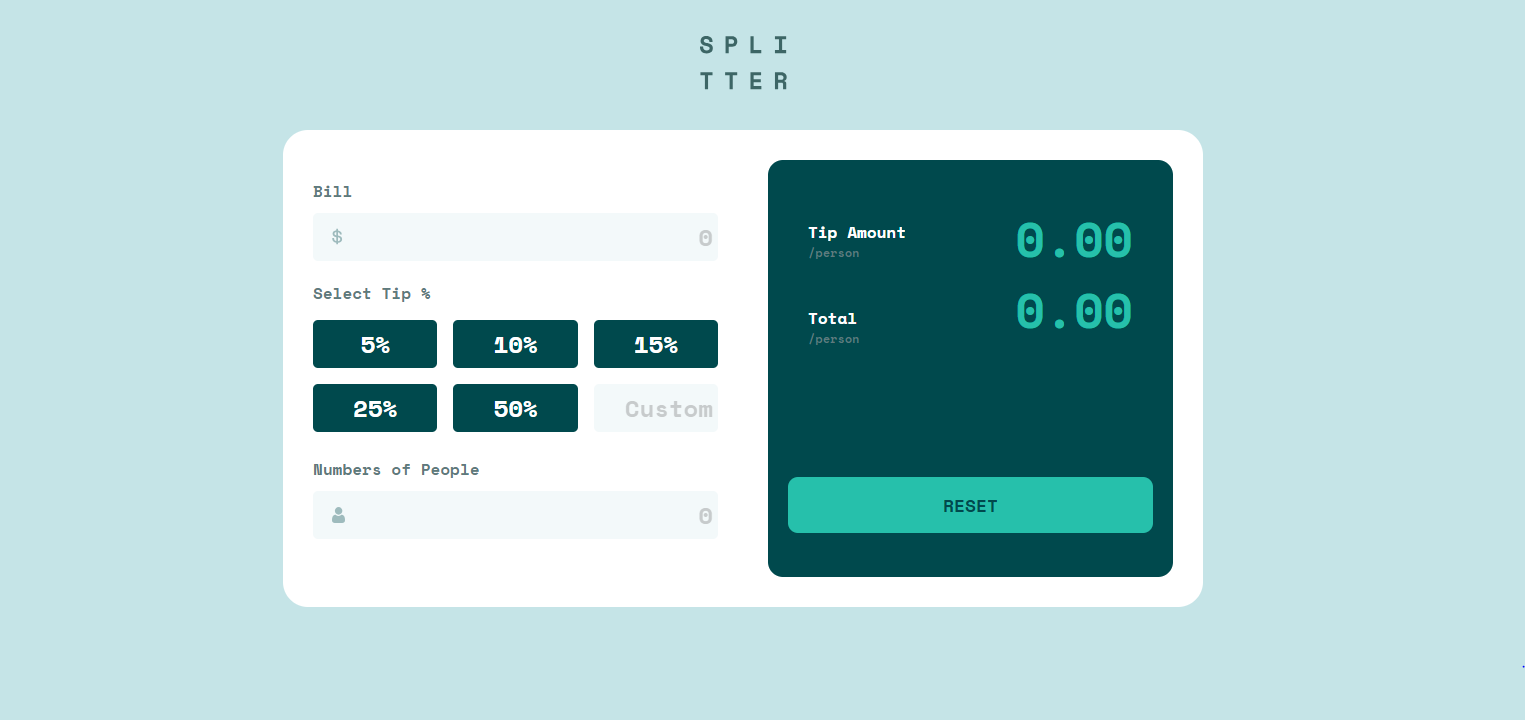 SPLI
TTER
Bill
$ 0
Select Tip %
5% 10% 15%
25% 50% Custom
Numbers of People
0
Tip Amount 0.00
/person
Total 0.00
/person
RESET